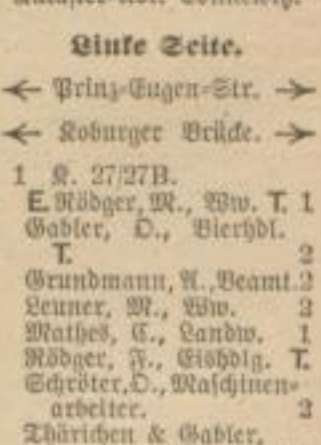 Linke Seite.
← Prinz-Eugen-Str. →
← Koburger Brücke. →
1 K. 27/27B.
E. Rödger, M., Ww. T. 1
Gabler, O., Bierhdl.
T. 2
Grundmann, A., Beamt. 2
Leuner, M., Ww. 3
Mathes, C., Landw. 1
Rödger, F., Eishdlg. T.
Schröter, O., Maschinen-
arbeiter. 3
Thärichen & Gabler.